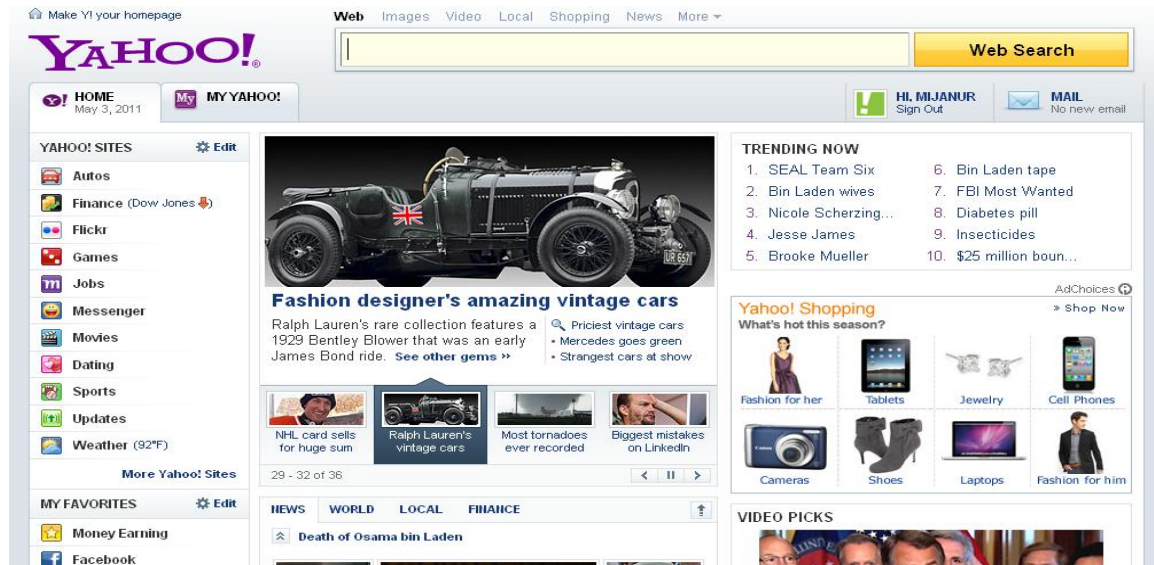 Make Y! your homepage
Web Images Video Local Shopping News More
YAHOO!
Web Search
HOME
May 3, 2011
MY MY YAHOO!
HI, MIJANUR
Sign Out
MAIL
No new email
YAHOO! SITES Edit
Autos
Finance (Dow Jones)
Flickr
Games
Jobs
Messenger
Movies
Dating
Sports
Updates
Weather (92°F)
More Yahoo! Sites
MY FAVORITES Edit
Money Earning
Facebook
UR 6571
Fashion designer's amazing vintage cars
Ralph Lauren's rare collection features a
1929 Bentley Blower that was an early
James Bond ride. See other gems »
Priciest vintage cars
• Mercedes goes green
• Strangest cars at show
NHL card sells
for huge sum
Ralph Lauren's
vintage cars
Most tornadoes
ever recorded
Biggest mistakes
on LinkedIn
29 - 32 of 36
NEWS WORLD LOCAL FINANCE
Death of Osama bin Laden
TRENDING NOW
1. SEAL Team Six
2. Bin Laden wives
3. Nicole Scherzing...
4. Jesse James
5. Brooke Mueller
6. Bin Laden tape
7. FBI Most Wanted
8. Diabetes pill
9. Insecticides
10. $25 million boun...
AdChoices
Yahoo! Shopping
» Shop Now
What's hot this season?
Fashion for her
Tablets
Jewelry
Cell Phones
Cameras
Shoes
Laptops
Fashion for him
VIDEO PICKS